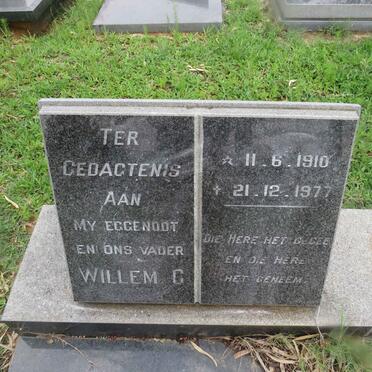 TER
GEDAGTENIS
AAN
MY EGGENOOT
EN ONS VADER
WILLEM C
☆ 11.6.1910
✝ 21.12.1977
DIE HERE HET GEGEE
EN DIE HERE
HET GENEEM.